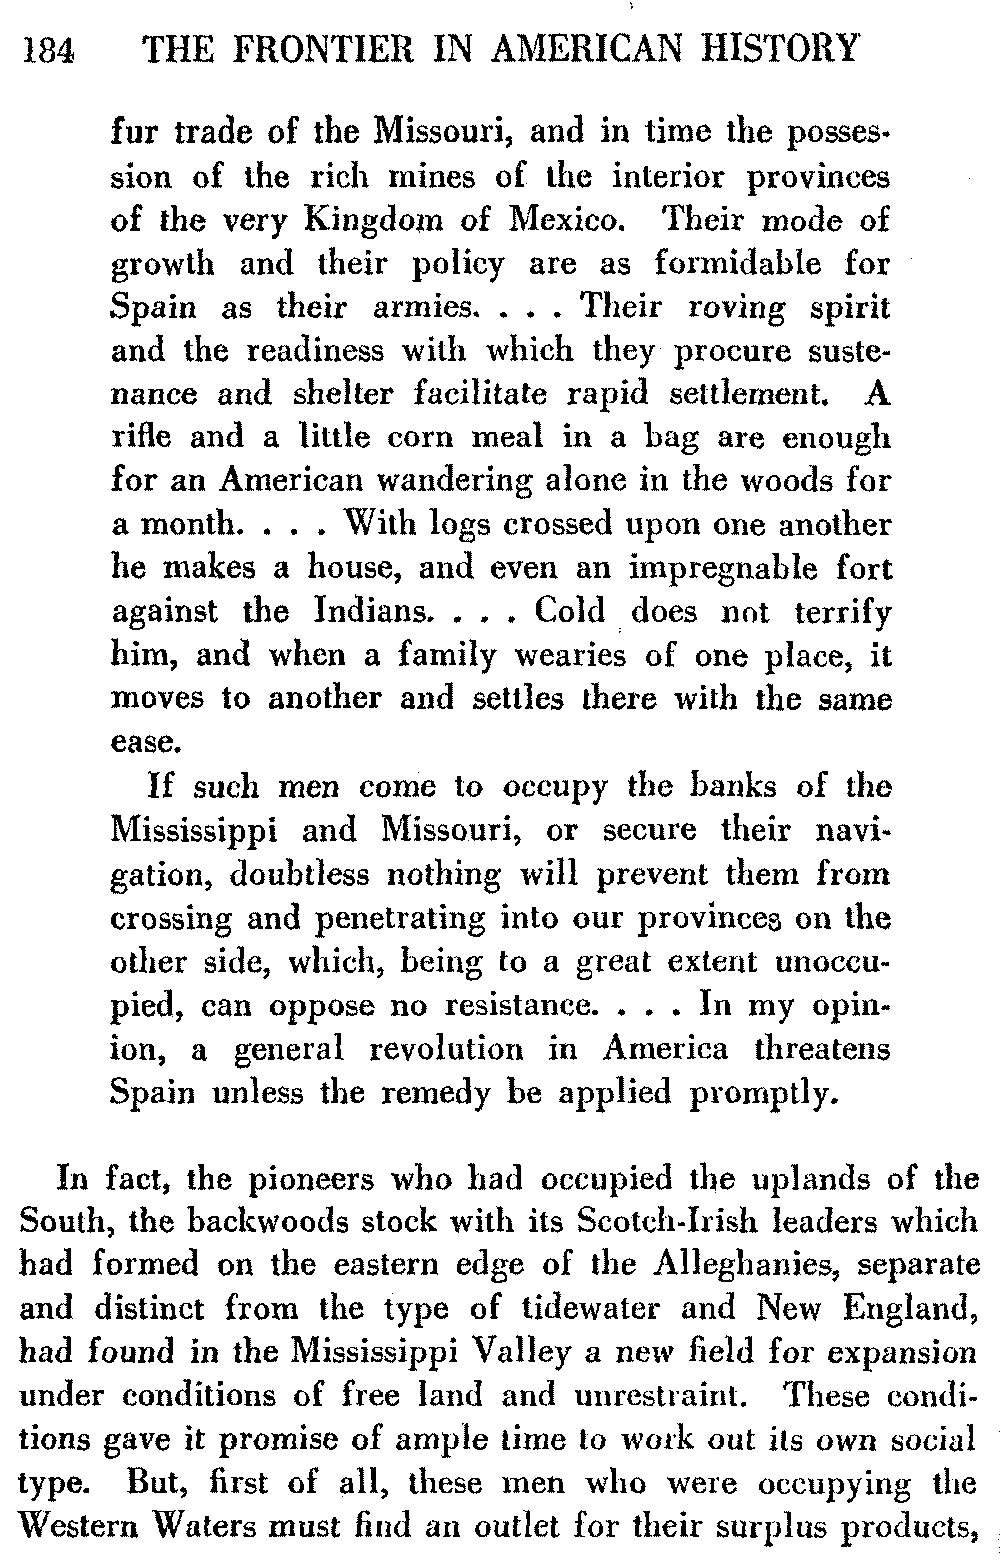 184 THE FRONTIER IN AMERICAN HISTORY
fur trade of the Missouri, and in time the posses-
sion of the rich mines of the interior provinces
of the very Kingdom of Mexico. Their mode of
growth and their policy are as formidable for
Spain as their armies. . . . Their roving spirit
and the readiness with which they procure suste-
nance and shelter facilitate rapid settlement. A
rifle and a little corn meal in a bag are enough
for an American wandering alone in the woods for
a month. . . . With logs crossed upon one another
he makes a house, and even an impregnable fort
against the Indians. . . . Cold does not terrify
him, and when a family wearies of one place, it
moves to another and settles there with the same
ease.
If such men come to occupy the banks of the
Mississippi and Missouri, or secure their navi-
gation, doubtless nothing will prevent them from
crossing and penetrating into our provinces on the
other side, which, being to a great extent unoccu-
pied, can oppose no resistance. . . . In my opin-
ion, a general revolution in America threatens
Spain unless the remedy be applied promptly.
In fact, the pioneers who had occupied the uplands of the
South, the backwoods stock with its Scotch-Irish leaders which
had formed on the eastern edge of the Alleghanies, separate
and distinct from the type of tidewater and New England,
had found in the Mississippi Valley a new field for expansion
under conditions of free land and unrestraint. These condi-
tions gave it promise of ample time to work out its own social
type. But, first of all, these men who were occupying the
Western Waters must find an outlet for their surplus products,